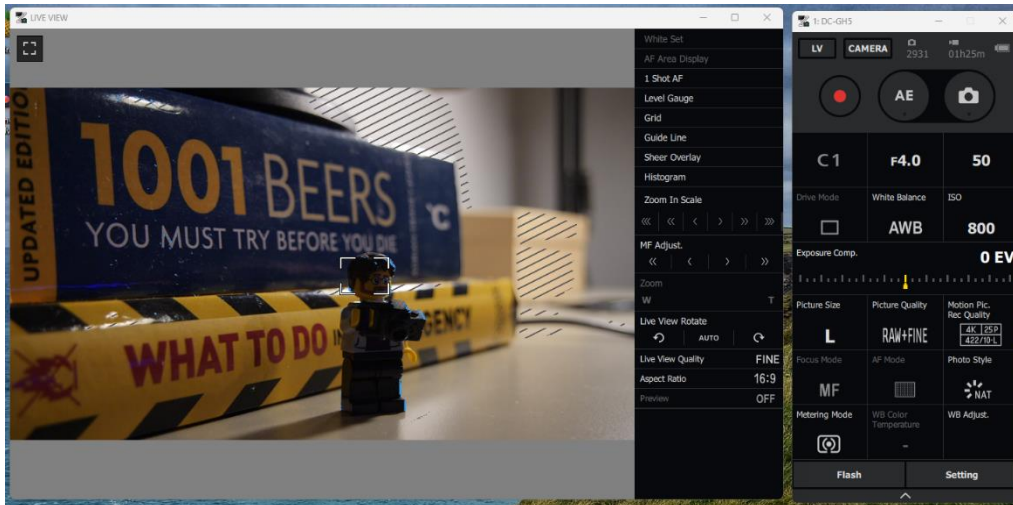 LIVE VIEW
UPDATED EDITIO
1001 BEERS
YOU MUST TRY BEFORE YOU DIE
°C
WHAT TO DO IN GENCY
White Set
AF Area Display
1 Shot AF
Level Gauge
Grid
Guide Line
Sheer Overlay
Histogram
Zoom In Scale
MF Adjust.
Zoom
W T
Live View Rotate
AUTO
Live View Quality FINE
Aspect Ratio 16:9
Preview OFF
1: DC-GH5
LV CAMERA 2931 01h25m
AE
C1 F4.0 50
Drive Mode White Balance ISO
AWB 800
Exposure Comp. 0 EV
Picture Size Picture Quality Motion Pic. Rec Quality
L RAW+FINE 4K 25P 422/10-L
Focus Mode AF Mode Photo Style
MF NAT
Metering Mode WB Color Temperature WB Adjust.
-
Flash Setting